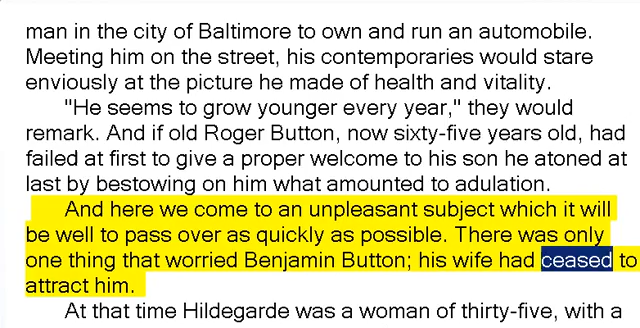 man in the city of Baltimore to own and run an automobile.
Meeting him on the street, his contemporaries would stare
enviously at the picture he made of health and vitality.
"He seems to grow younger every year," they would
remark. And if old Roger Button, now sixty-five years old, had
failed at first to give a proper welcome to his son he atoned at
last by bestowing on him what amounted to adulation.
And here we come to an unpleasant subject which it will
be well to pass over as quickly as possible. There was only
one thing that worried Benjamin Button; his wife had ceased to
attract him.
At that time Hildegarde was a woman of thirty-five, with a